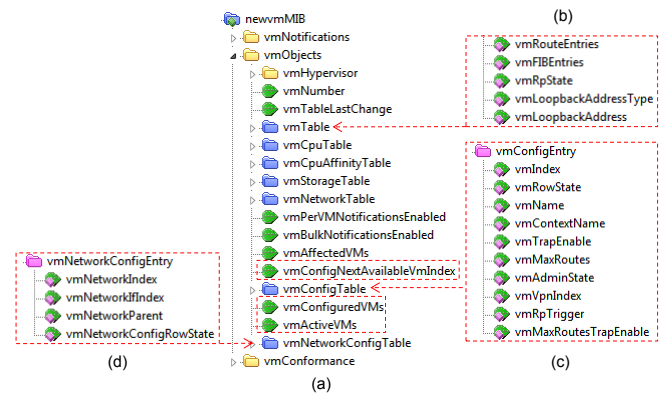 newvmMIB
vmNotifications
vmObjects
vmHypervisor
vmNumber
vmTableLastChange
vmTable
vmCpuTable
vmCpuAffinityTable
vmStorageTable
vmNetworkTable
vmPerVMNotificationsEnabled
vmBulkNotificationsEnabled
vmAffectedVMs
vmConfigNextAvailableVmIndex
vmConfigTable
vmConfiguredVMs
vmActiveVMs
vmNetworkConfigTable
vmConformance
(a)
(b)
vmRouteEntries
vmFIBEntries
vmRpState
vmLoopbackAddressType
vmLoopbackAddress
vmConfigEntry
vmIndex
vmRowState
vmName
vmContextName
vmTrapEnable
vmMaxRoutes
vmAdminState
vmVpnIndex
vmRpTrigger
vmMaxRoutesTrapEnable
(c)
vmNetworkConfigEntry
vmNetworkIndex
vmNetworkIfIndex
vmNetworkParent
vmNetworkConfigRowState
(d)